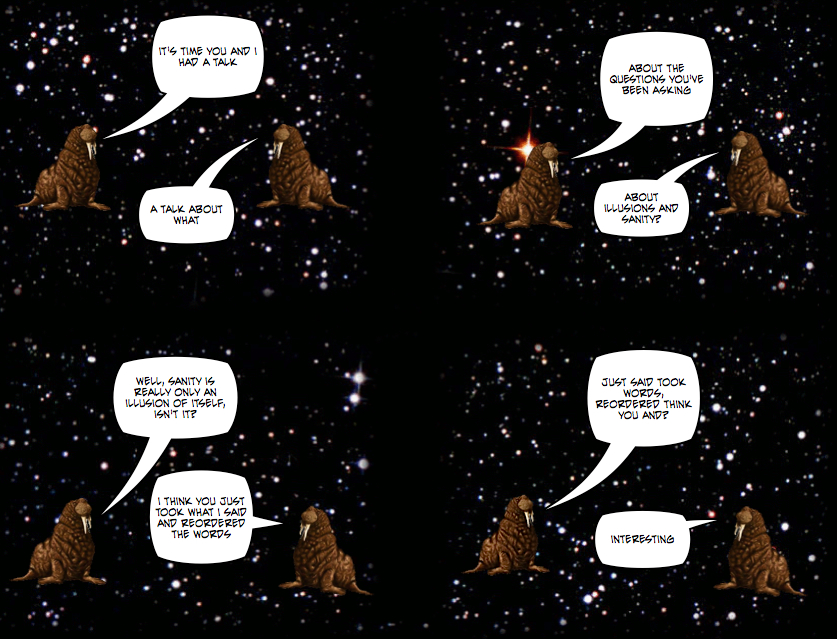 IT'S TIME YOU AND I
HAD A TALK
A TALK ABOUT
WHAT
ABOUT THE
QUESTIONS YOU'VE
BEEN ASKING
ABOUT
ILLUSIONS AND
SANITY?
WELL, SANITY IS
REALLY ONLY AN
ILLUSION OF ITSELF,
ISN'T IT?
I THINK YOU JUST
TOOK WHAT I SAID
AND REORDERED
THE WORDS
JUST SAID TOOK
WORDS,
REORDERED THINK
YOU AND?
INTERESTING